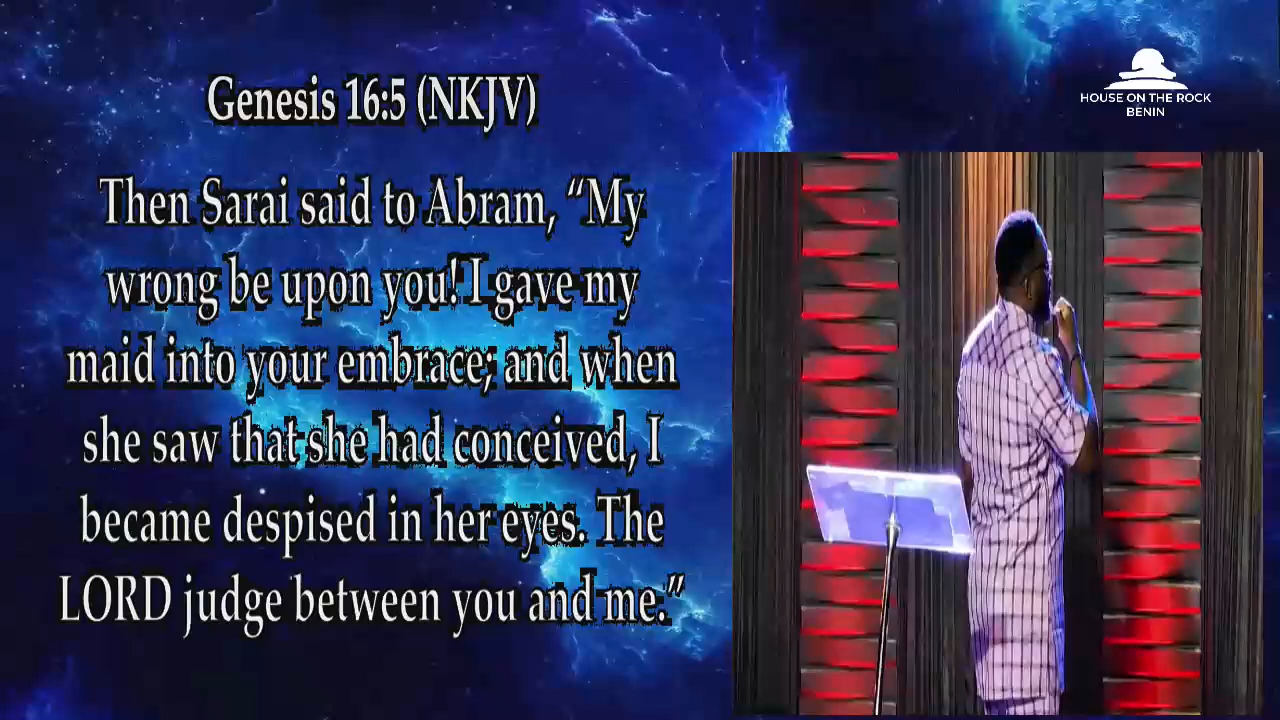 Genesis 16:5 (NKJV)
Then Sarai said to Abram, “My
wrong be upon you! I gave my
maid into your embrace; and when
she saw that she had conceived, I
became despised in her eyes. The
LORD judge between you and me.”
HOUSE ON THE ROCK
BENIN